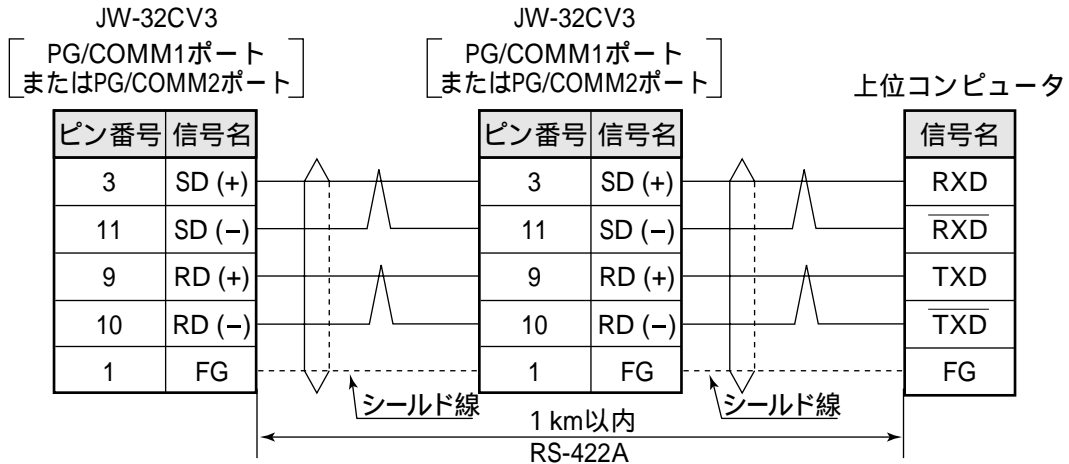 JW-32CV3
PG/COMM1ポート
またはPG/COMM2ポート
JW-32CV3
PG/COMM1ポート
またはPG/COMM2ポート
上位コンピュータ
ピン番号 信号名
3 SD (+)
11 SD (−)
9 RD (+)
10 RD (−)
1 FG
ピン番号 信号名
3 SD (+)
11 SD (−)
9 RD (+)
10 RD (−)
1 FG
信号名
RXD
R̅X̅D̅
TXD
T̅X̅D̅
FG
シールド線
シールド線
1 km以内
RS-422A